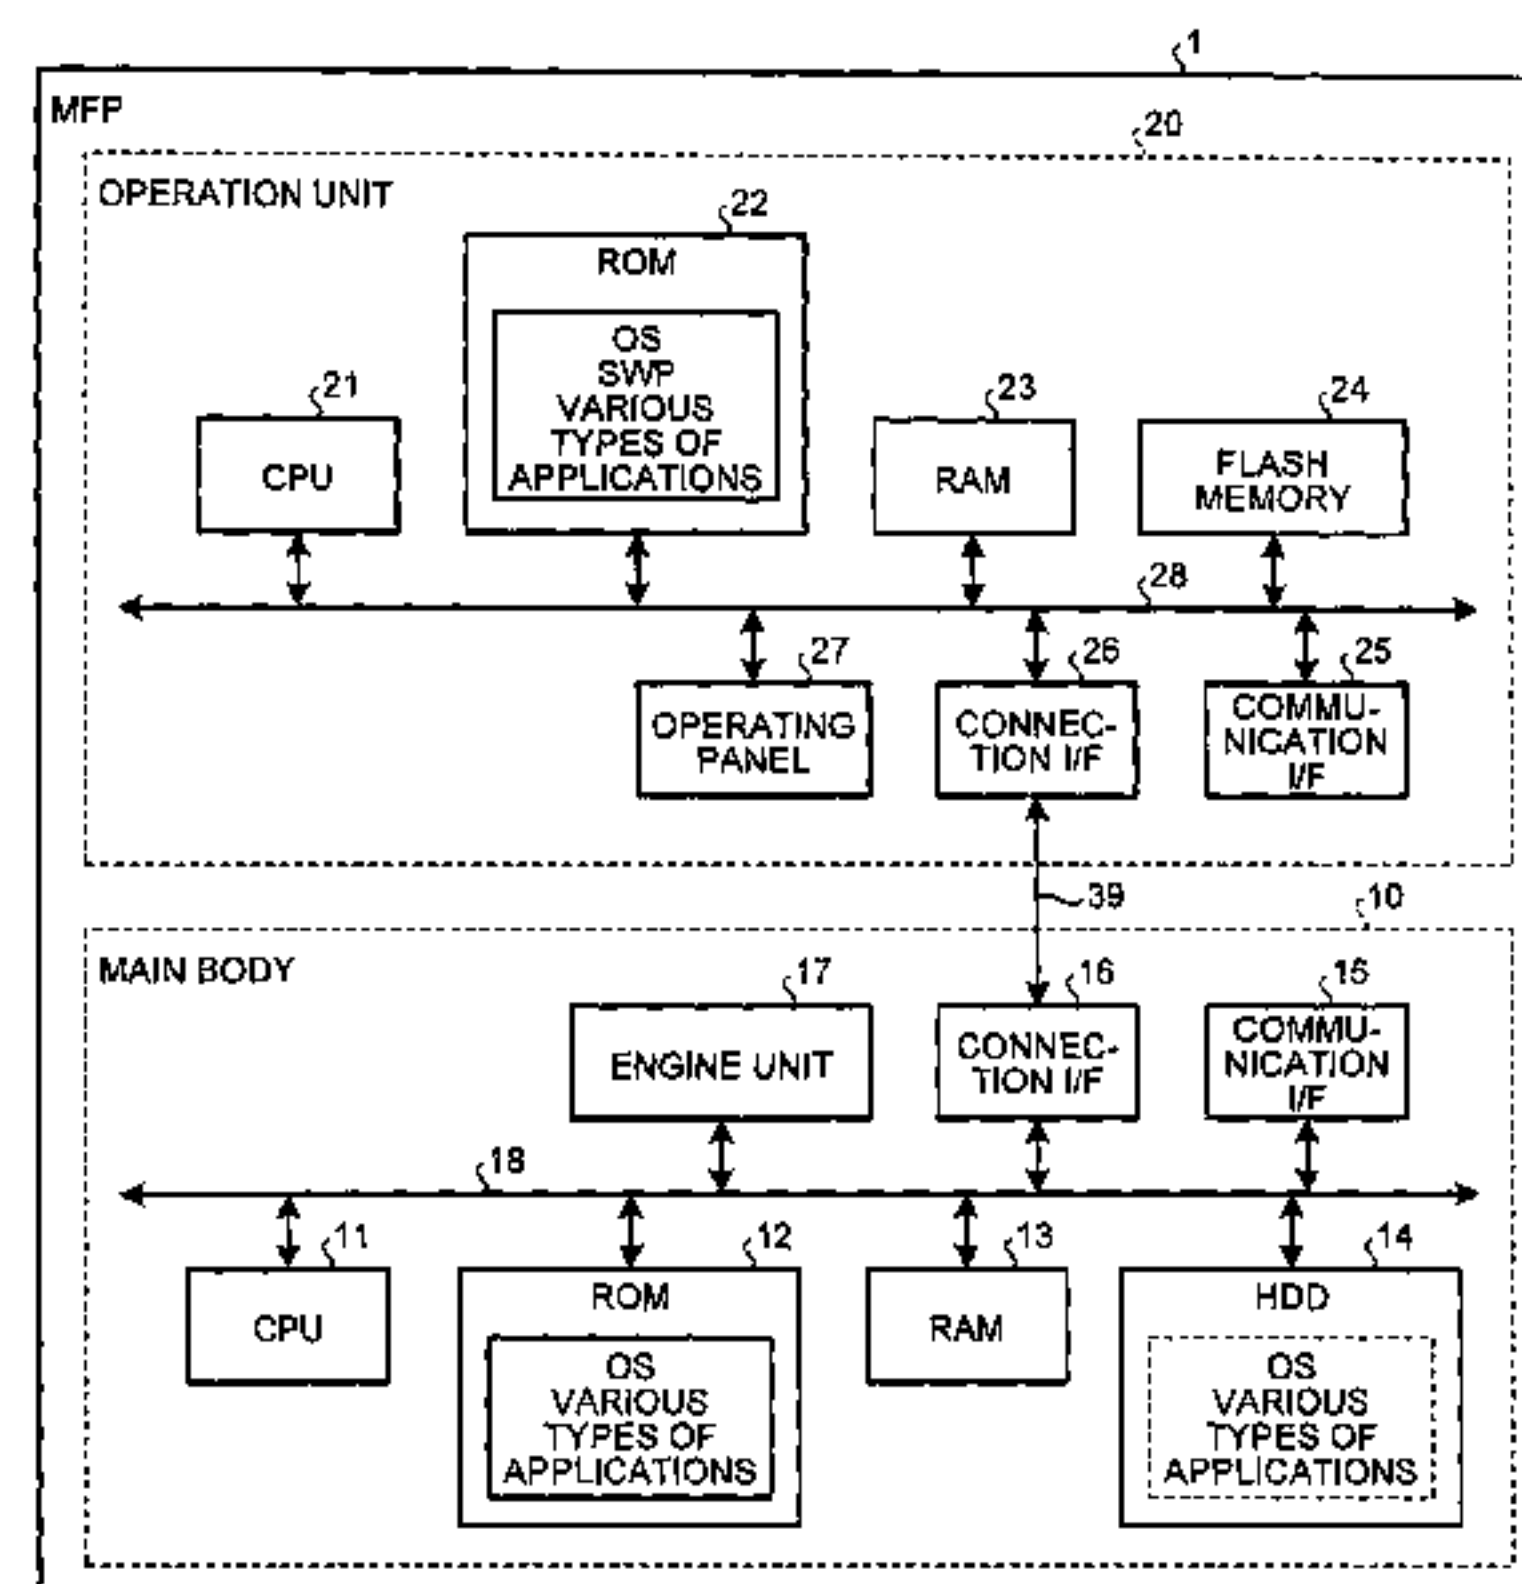 1
MFP
20
OPERATION UNIT
22
ROM
OS
SWP
VARIOUS
TYPES OF
APPLICATIONS
21
CPU
23
RAM
24
FLASH
MEMORY
28
27
OPERATING
PANEL
26
CONNEC-
TION I/F
25
COMMU-
NICATION
I/F
39
10
MAIN BODY
17
ENGINE UNIT
16
CONNEC-
TION I/F
15
COMMU-
NICATION
I/F
18
11
CPU
12
ROM
OS
VARIOUS
TYPES OF
APPLICATIONS
13
RAM
14
HDD
OS
VARIOUS
TYPES OF
APPLICATIONS